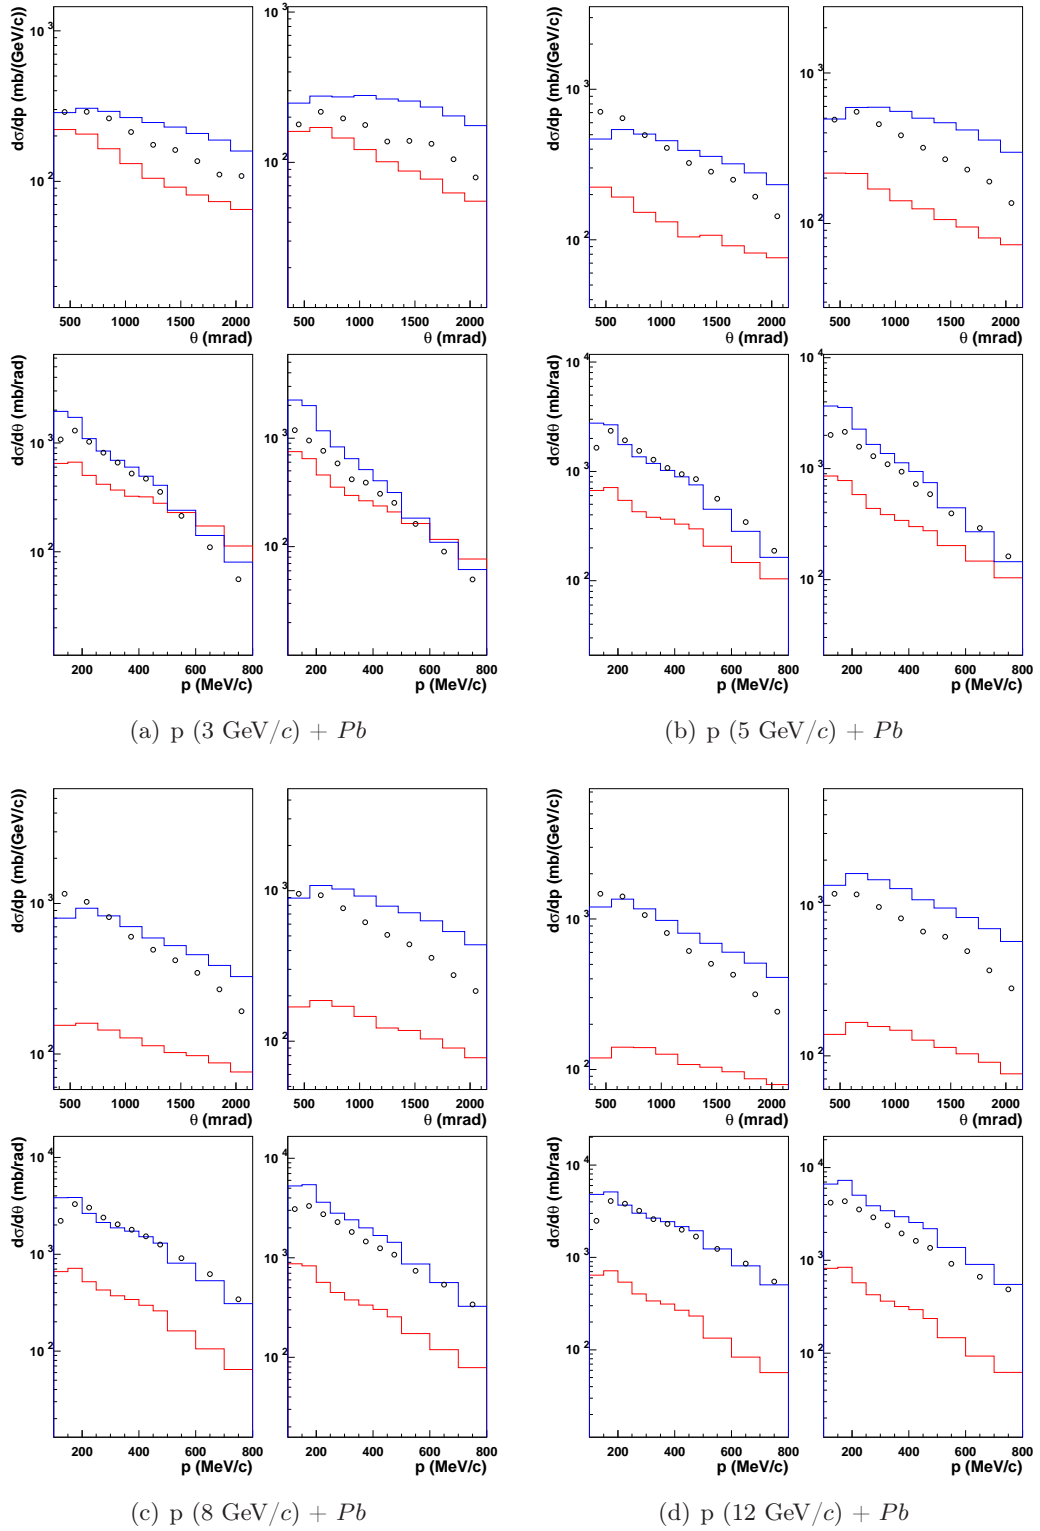 dσ/dp (mb/(GeV/c))
10³
10²
500 1000 1500 2000
θ (mrad)
10³
10²
500 1000 1500 2000
θ (mrad)
dσ/dθ (mb/rad)
10³
10²
200 400 600 800
p (MeV/c)
10³
10²
200 400 600 800
p (MeV/c)
(a) p (3 GeV/c) + Pb
dσ/dp (mb/(GeV/c))
10³
10²
500 1000 1500 2000
θ (mrad)
10³
10²
500 1000 1500 2000
θ (mrad)
dσ/dθ (mb/rad)
10⁴
10³
10²
200 400 600 800
p (MeV/c)
10⁴
10³
10²
200 400 600 800
p (MeV/c)
(b) p (5 GeV/c) + Pb
dσ/dp (mb/(GeV/c))
10³
10²
500 1000 1500 2000
θ (mrad)
10³
10²
500 1000 1500 2000
θ (mrad)
dσ/dθ (mb/rad)
10⁴
10³
10²
200 400 600 800
p (MeV/c)
10⁴
10³
10²
200 400 600 800
p (MeV/c)
(c) p (8 GeV/c) + Pb
dσ/dp (mb/(GeV/c))
10³
10²
500 1000 1500 2000
θ (mrad)
10³
10²
500 1000 1500 2000
θ (mrad)
dσ/dθ (mb/rad)
10⁴
10³
10²
200 400 600 800
p (MeV/c)
10⁴
10³
10²
200 400 600 800
p (MeV/c)
(d) p (12 GeV/c) + Pb